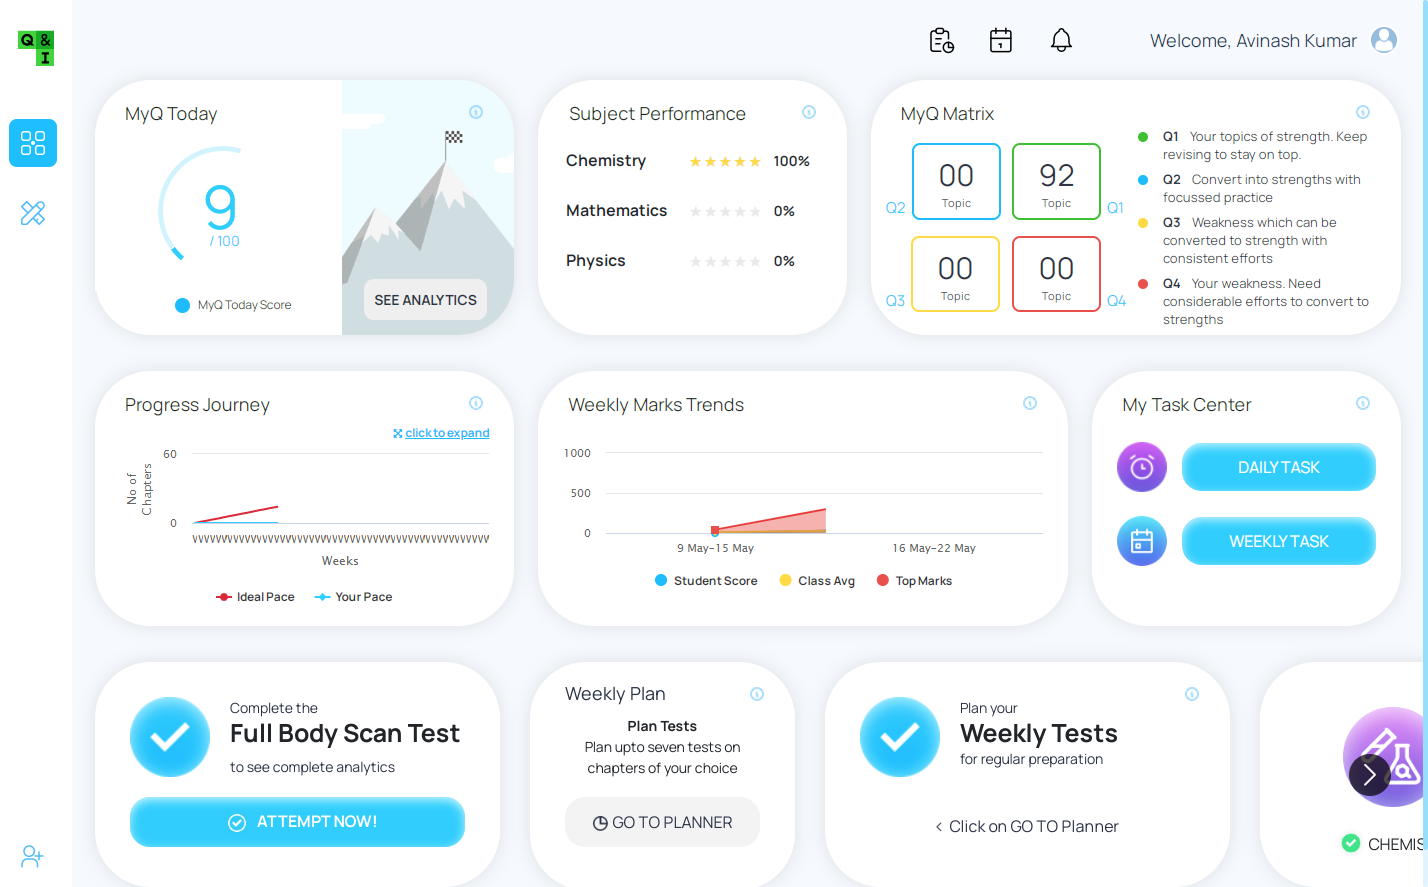 Q &
I
Welcome, Avinash Kumar
MyQ Today
9
/ 100
MyQ Today Score
SEE ANALYTICS
Subject Performance
Chemistry 100%
Mathematics 0%
Physics 0%
MyQ Matrix
00
Topic
92
Topic
Q2
Q1
00
Topic
00
Topic
Q3
Q4
Q1 Your topics of strength. Keep
revising to stay on top.
Q2 Convert into strengths with
focussed practice
Q3 Weakness which can be
converted to strength with
consistent efforts
Q4 Your weakness. Need
considerable efforts to convert to
strengths
Progress Journey
click to expand
No of
Chapters
60
0
Weeks
Ideal Pace Your Pace
Weekly Marks Trends
1000
500
0
9 May-15 May 16 May-22 May
Student Score Class Avg Top Marks
My Task Center
DAILY TASK
WEEKLY TASK
Complete the
Full Body Scan Test
to see complete analytics
ATTEMPT NOW!
Weekly Plan
Plan Tests
Plan upto seven tests on
chapters of your choice
GO TO PLANNER
Plan your
Weekly Tests
for regular preparation
< Click on GO TO Planner
CHEMIS